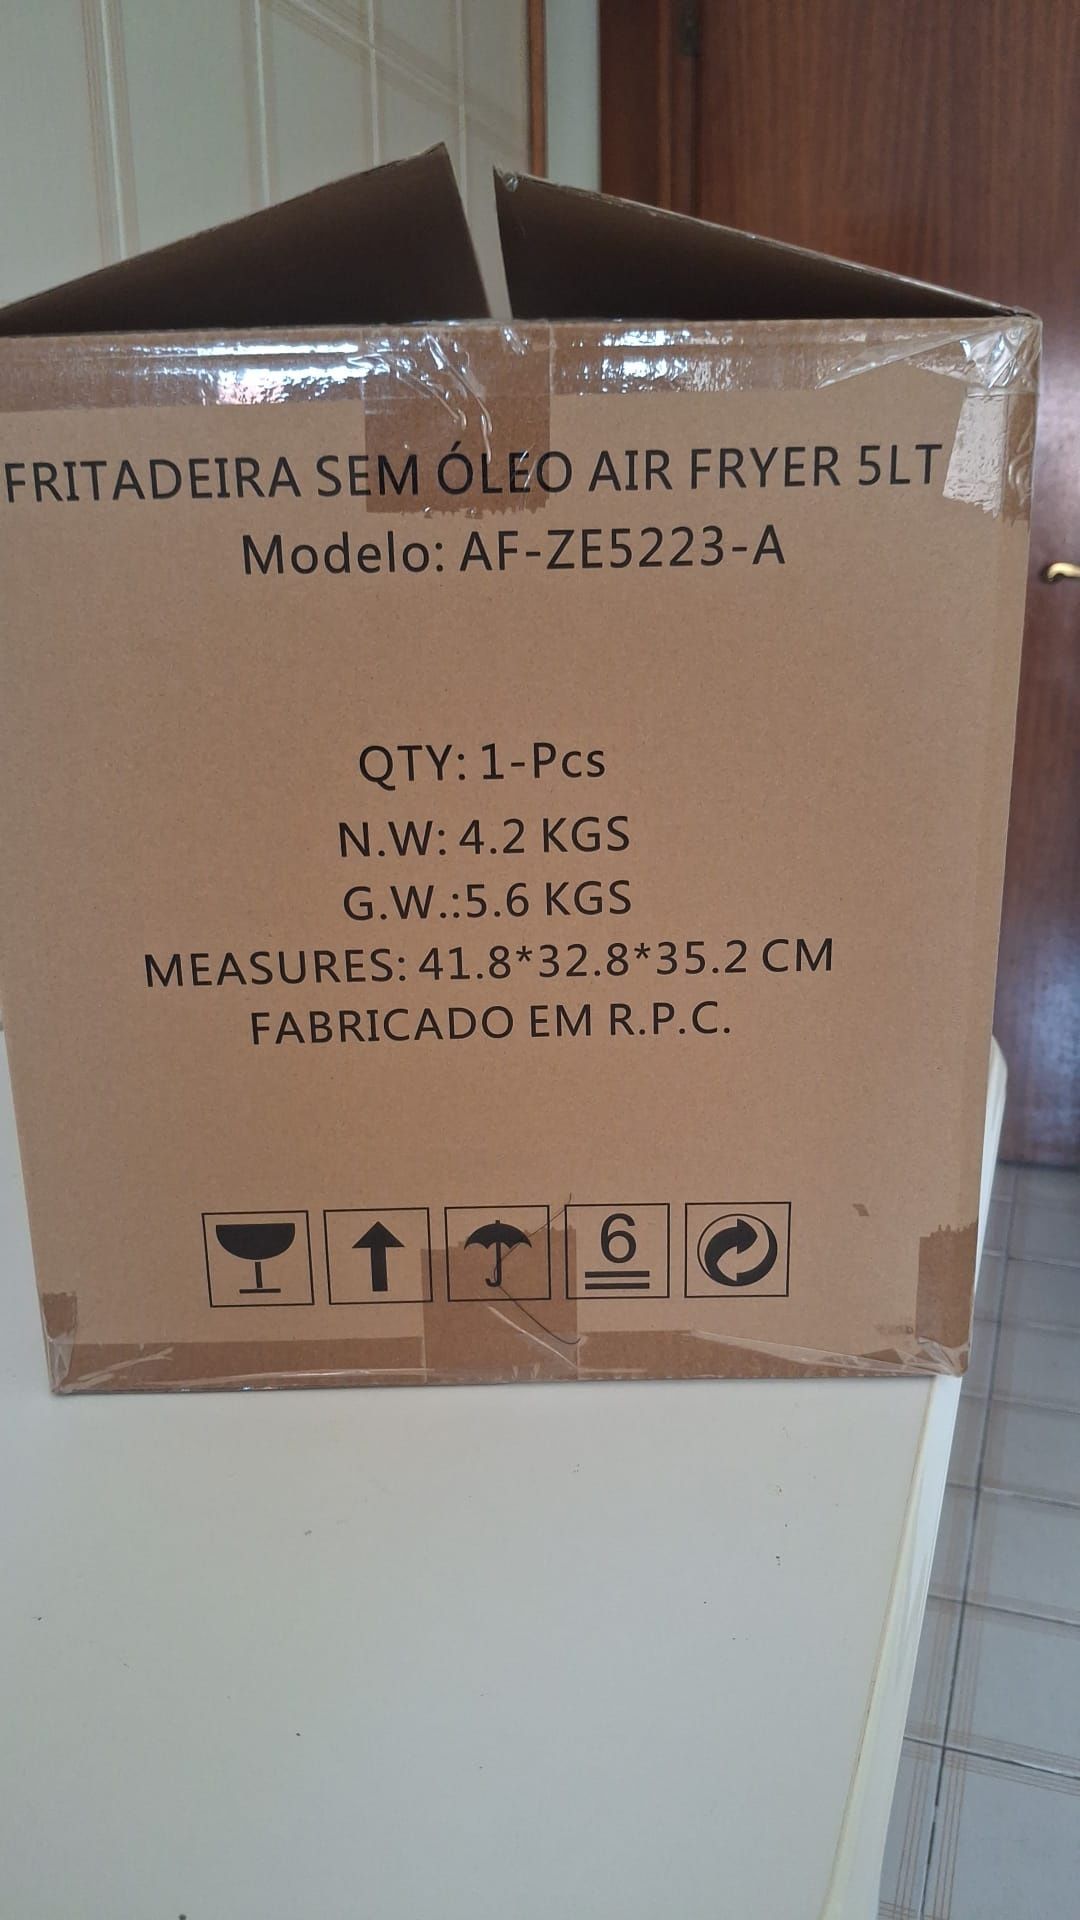 FRITADEIRA SEM ÓLEO AIR FRYER 5LT
Modelo: AF-ZE5223-A
QTY: 1-Pcs
N.W: 4.2 KGS
G.W.:5.6 KGS
MEASURES: 41.8*32.8*35.2 CM
FABRICADO EM R.P.C.
6